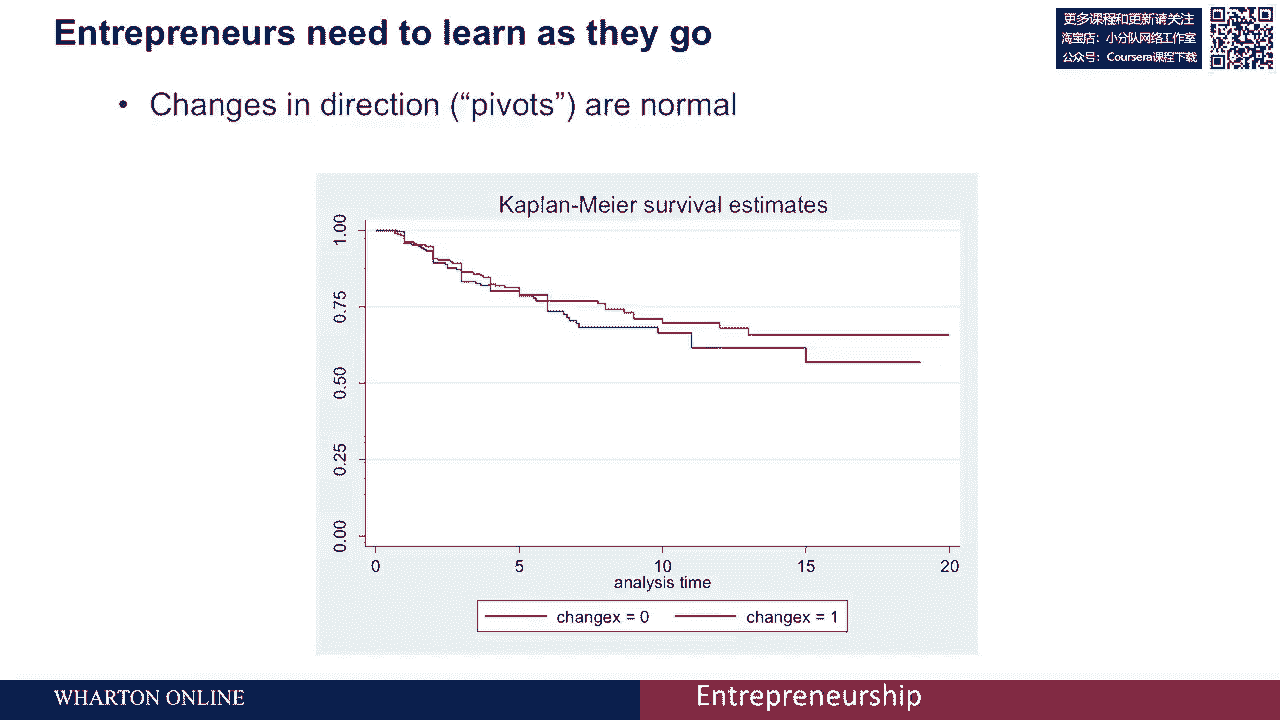 Entrepreneurs need to learn as they go
更多课程和更新请关注
淘宝店：小分队网络工作室
公众号：Coursera课程下载
• Changes in direction (“pivots”) are normal
Kaplan-Meier survival estimates
1.00
0.75
0.50
0.25
0.00
0 5 10 15 20
analysis time
changex = 0 changex = 1
WHARTON ONLINE
Entrepreneurship